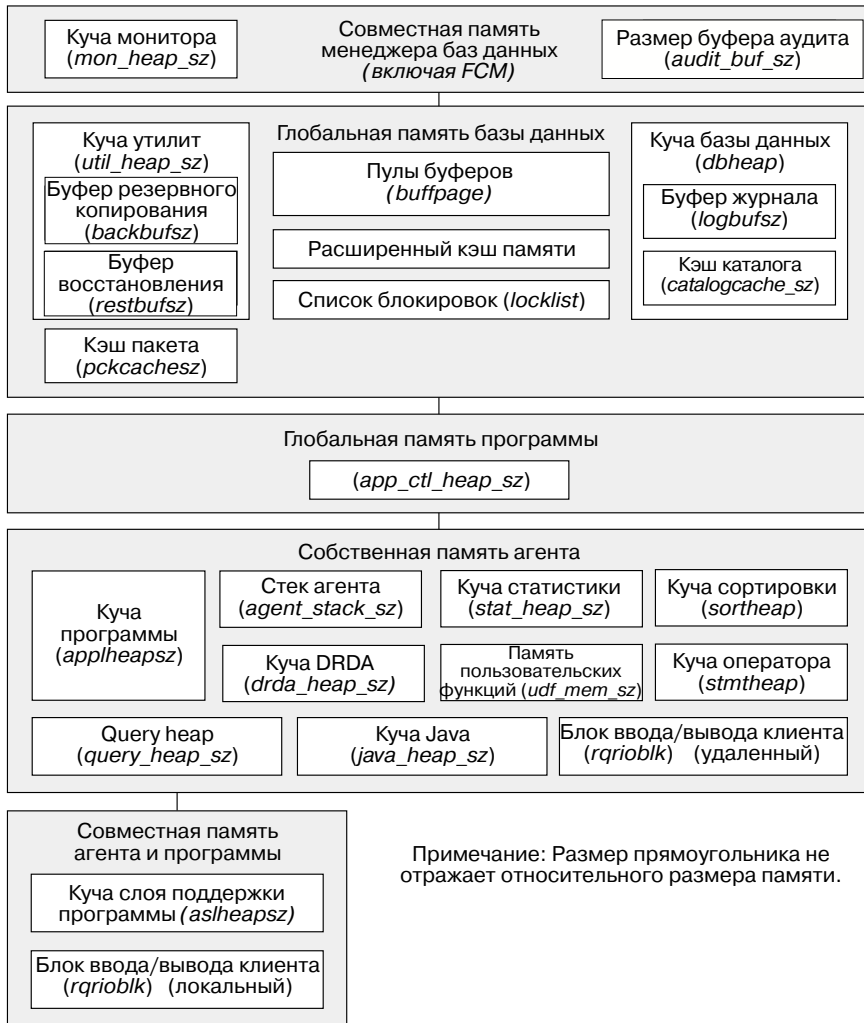 Совместная память
менеджера баз данных
(включая FCM)
Куча монитора
(mon_heap_sz)
Размер буфера аудита
(audit_buf_sz)
Глобальная память базы данных
Куча утилит
(util_heap_sz)
Буфер резервного
копирования
(backbufsz)
Буфер
восстановления
(restbufsz)
Кэш пакета
(pckcachesz)
Пулы буферов
(buffpage)
Расширенный кэш памяти
Список блокировок (locklist)
Куча базы данных
(dbheap)
Буфер журнала
(logbufsz)
Кэш каталога
(catalogcache_sz)
Глобальная память программы
(app_ctl_heap_sz)
Собственная память агента
Куча
программы
(applheapsz)
Стек агента
(agent_stack_sz)
Куча статистики
(stat_heap_sz)
Куча сортировки
(sortheap)
Куча DRDA
(drda_heap_sz)
Память
пользовательских
функций (udf_mem_sz)
Куча оператора
(stmtheap)
Query heap
(query_heap_sz)
Куча Java
(java_heap_sz)
Блок ввода/вывода клиента
(rqrioblk) (удаленный)
Совместная память
агента и программы
Куча слоя поддержки
программы (aslheapsz)
Блок ввода/вывода клиента
(rqrioblk) (локальный)
Примечание: Размер прямоугольника не
отражает относительного размера памяти.